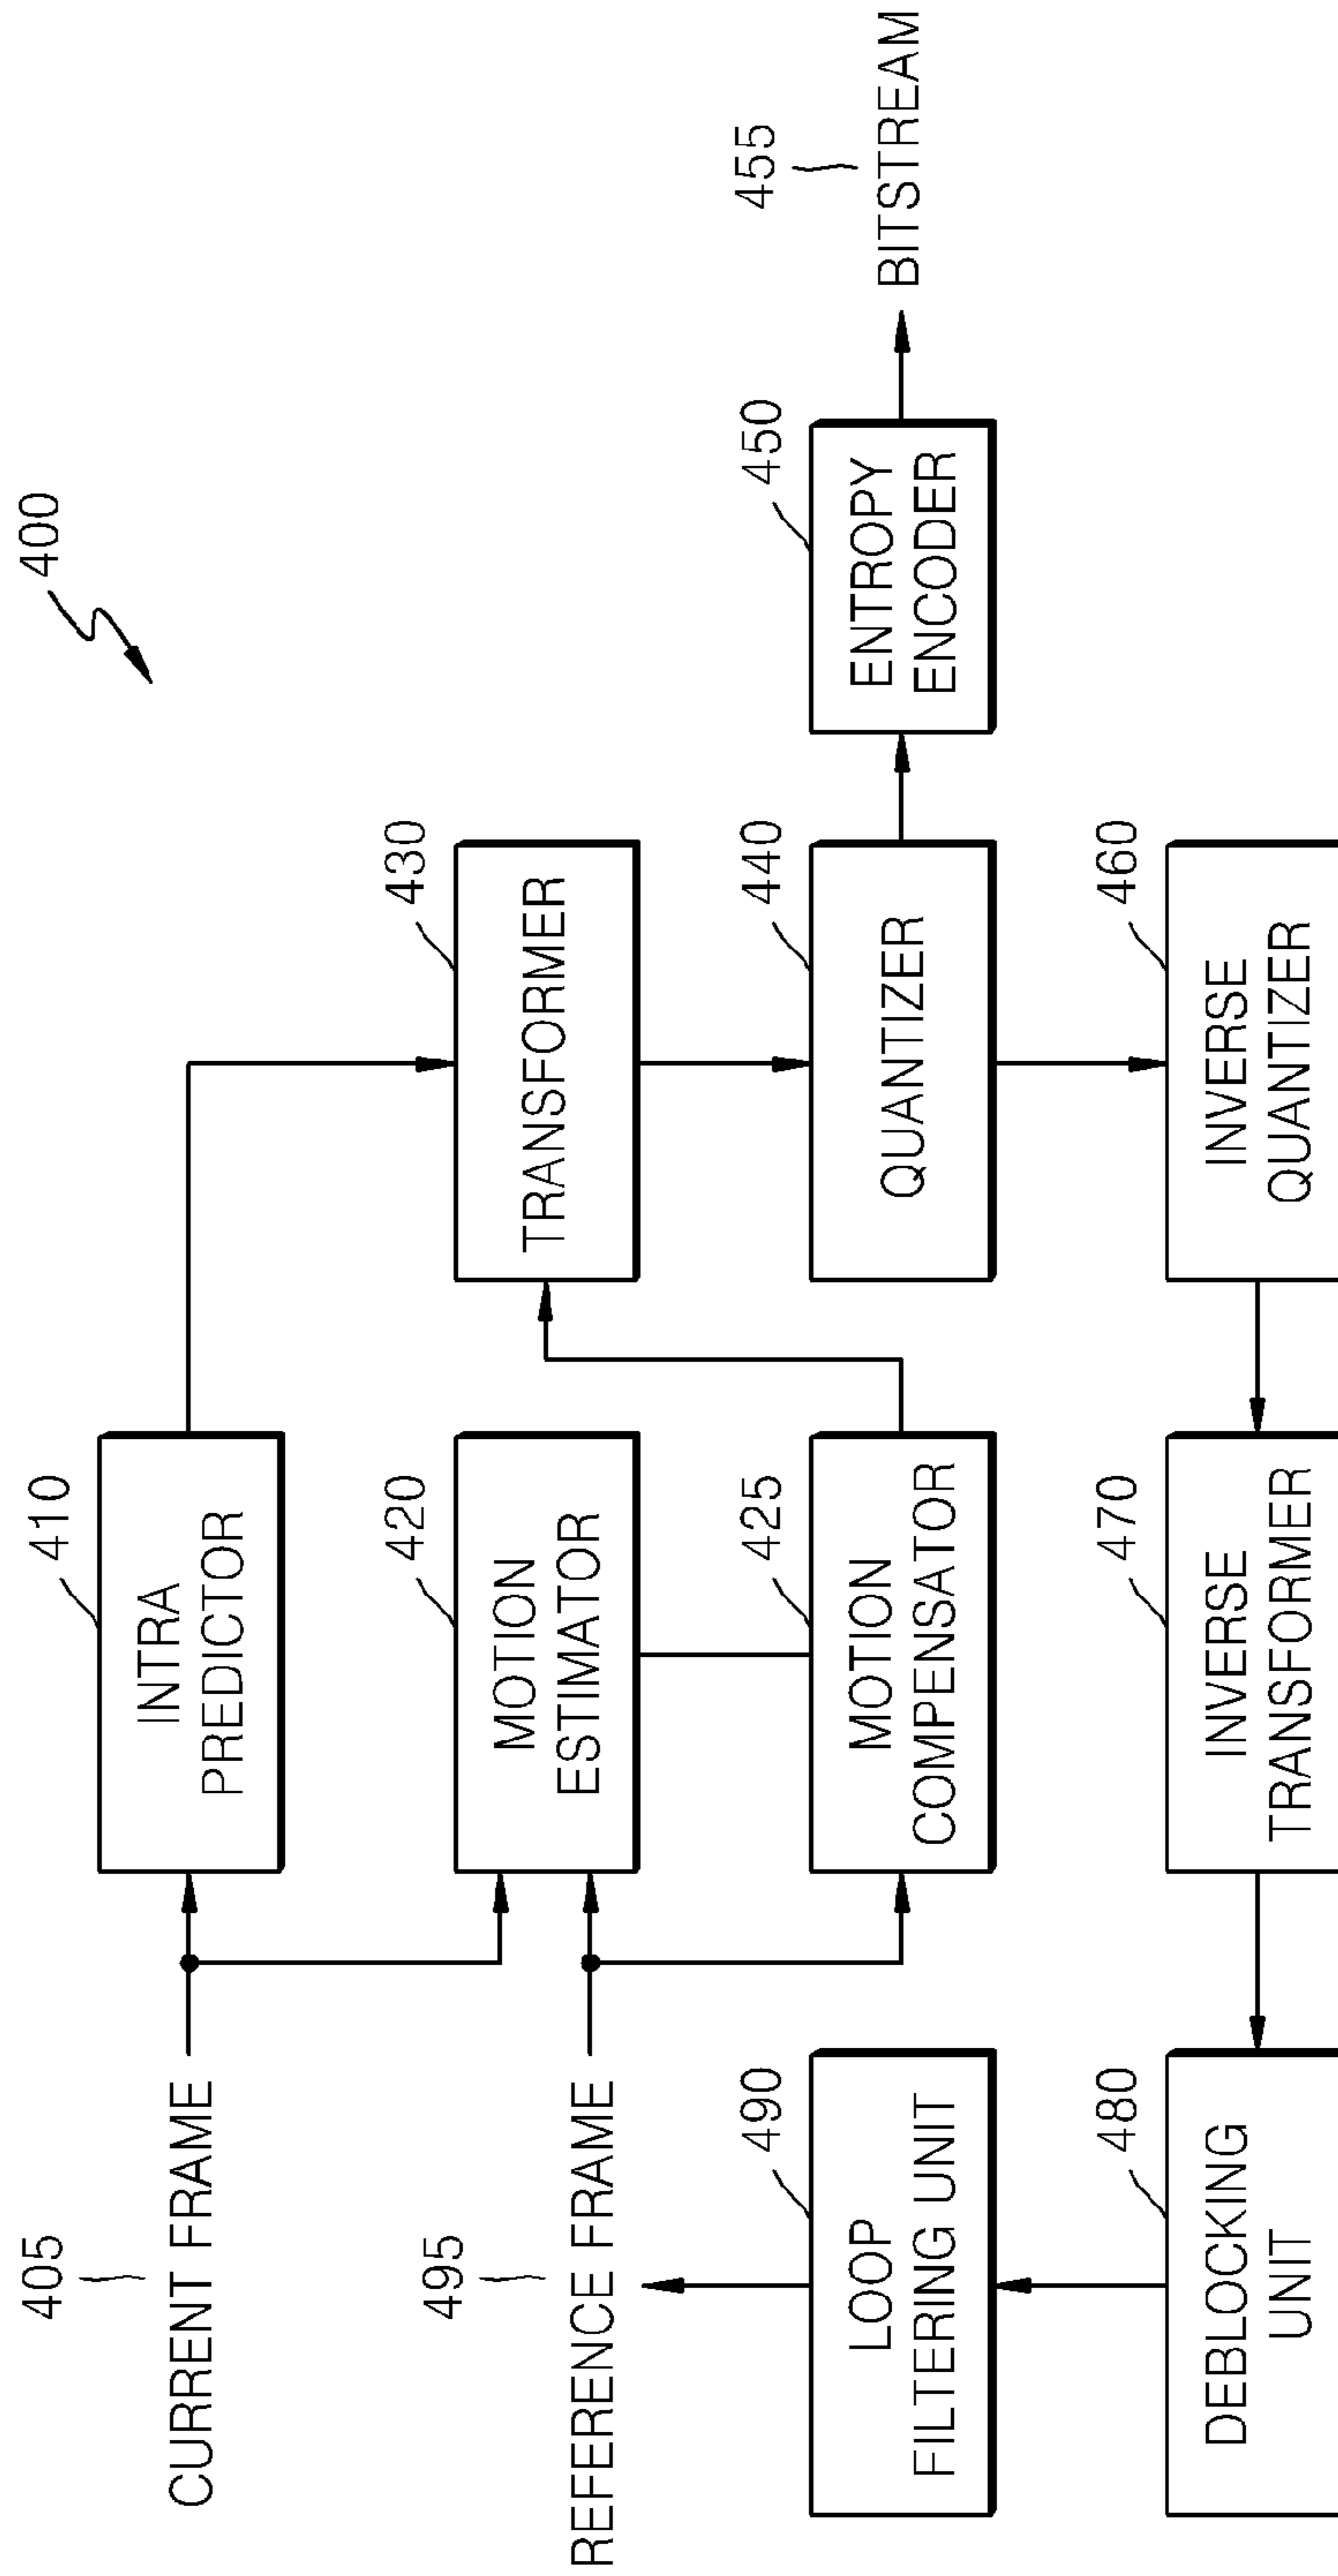 400
405
CURRENT FRAME
410
INTRA
PREDICTOR
495
REFERENCE FRAME
420
MOTION
ESTIMATOR
430
TRANSFORMER
490
LOOP
FILTERING UNIT
425
MOTION
COMPENSATOR
440
QUANTIZER
450
ENTROPY
ENCODER
455
BITSTREAM
480
DEBLOCKING
UNIT
470
INVERSE
TRANSFORMER
460
INVERSE
QUANTIZER